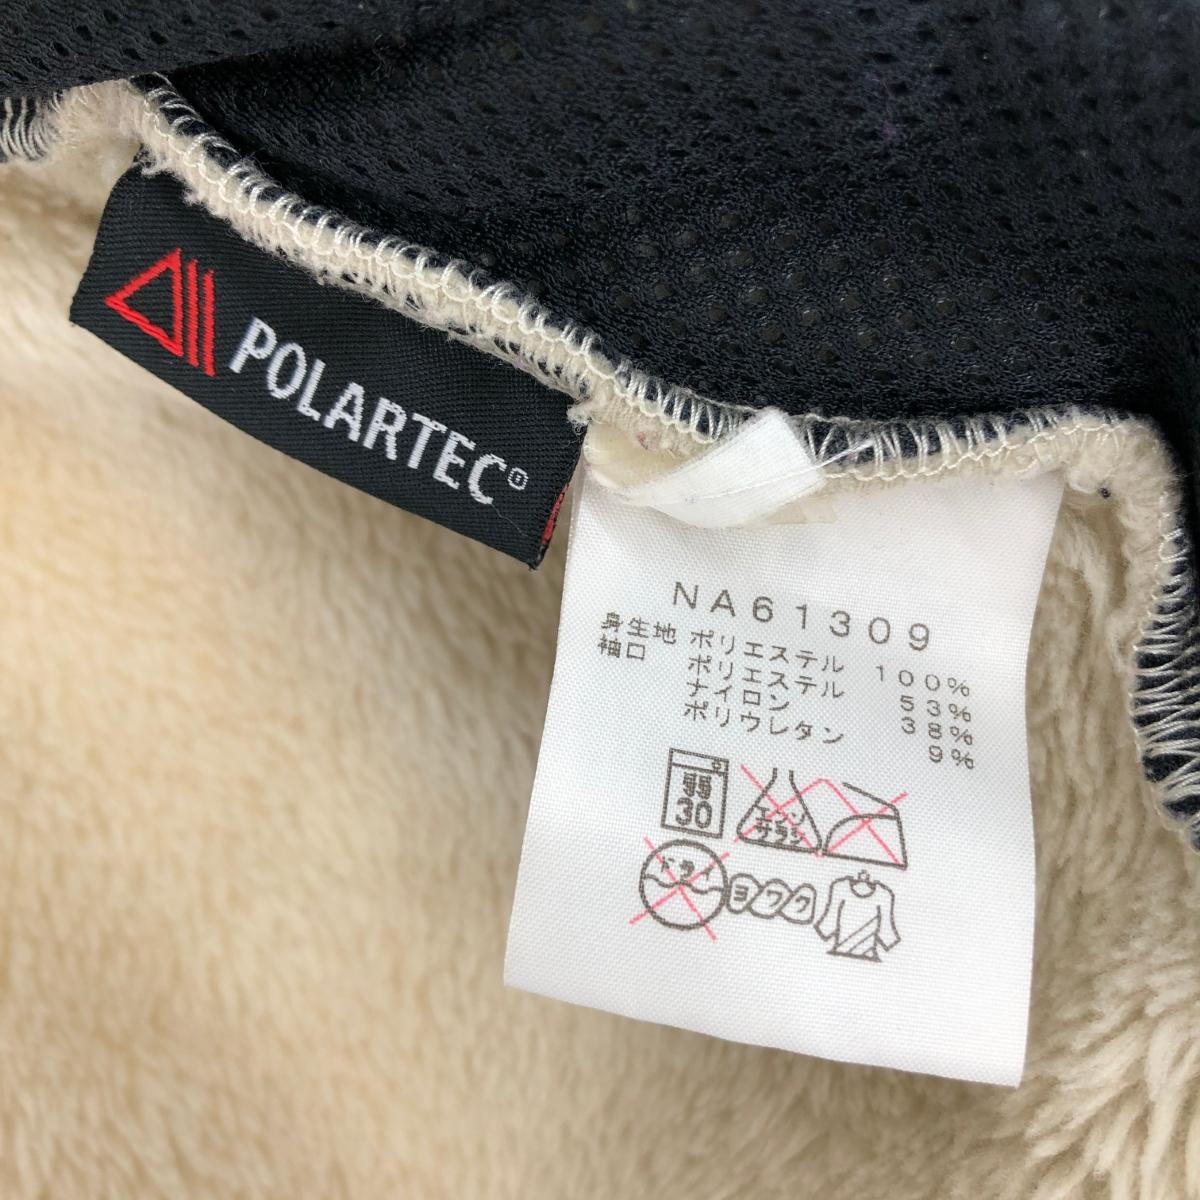 POLARTEC®
NA61309
身生地 ポリエステル 100%
袖口 ポリエステル 53%
ナイロン 38%
ポリウレタン 9%
弱
30
エンソ
サラシ
ドライ
ヨワク